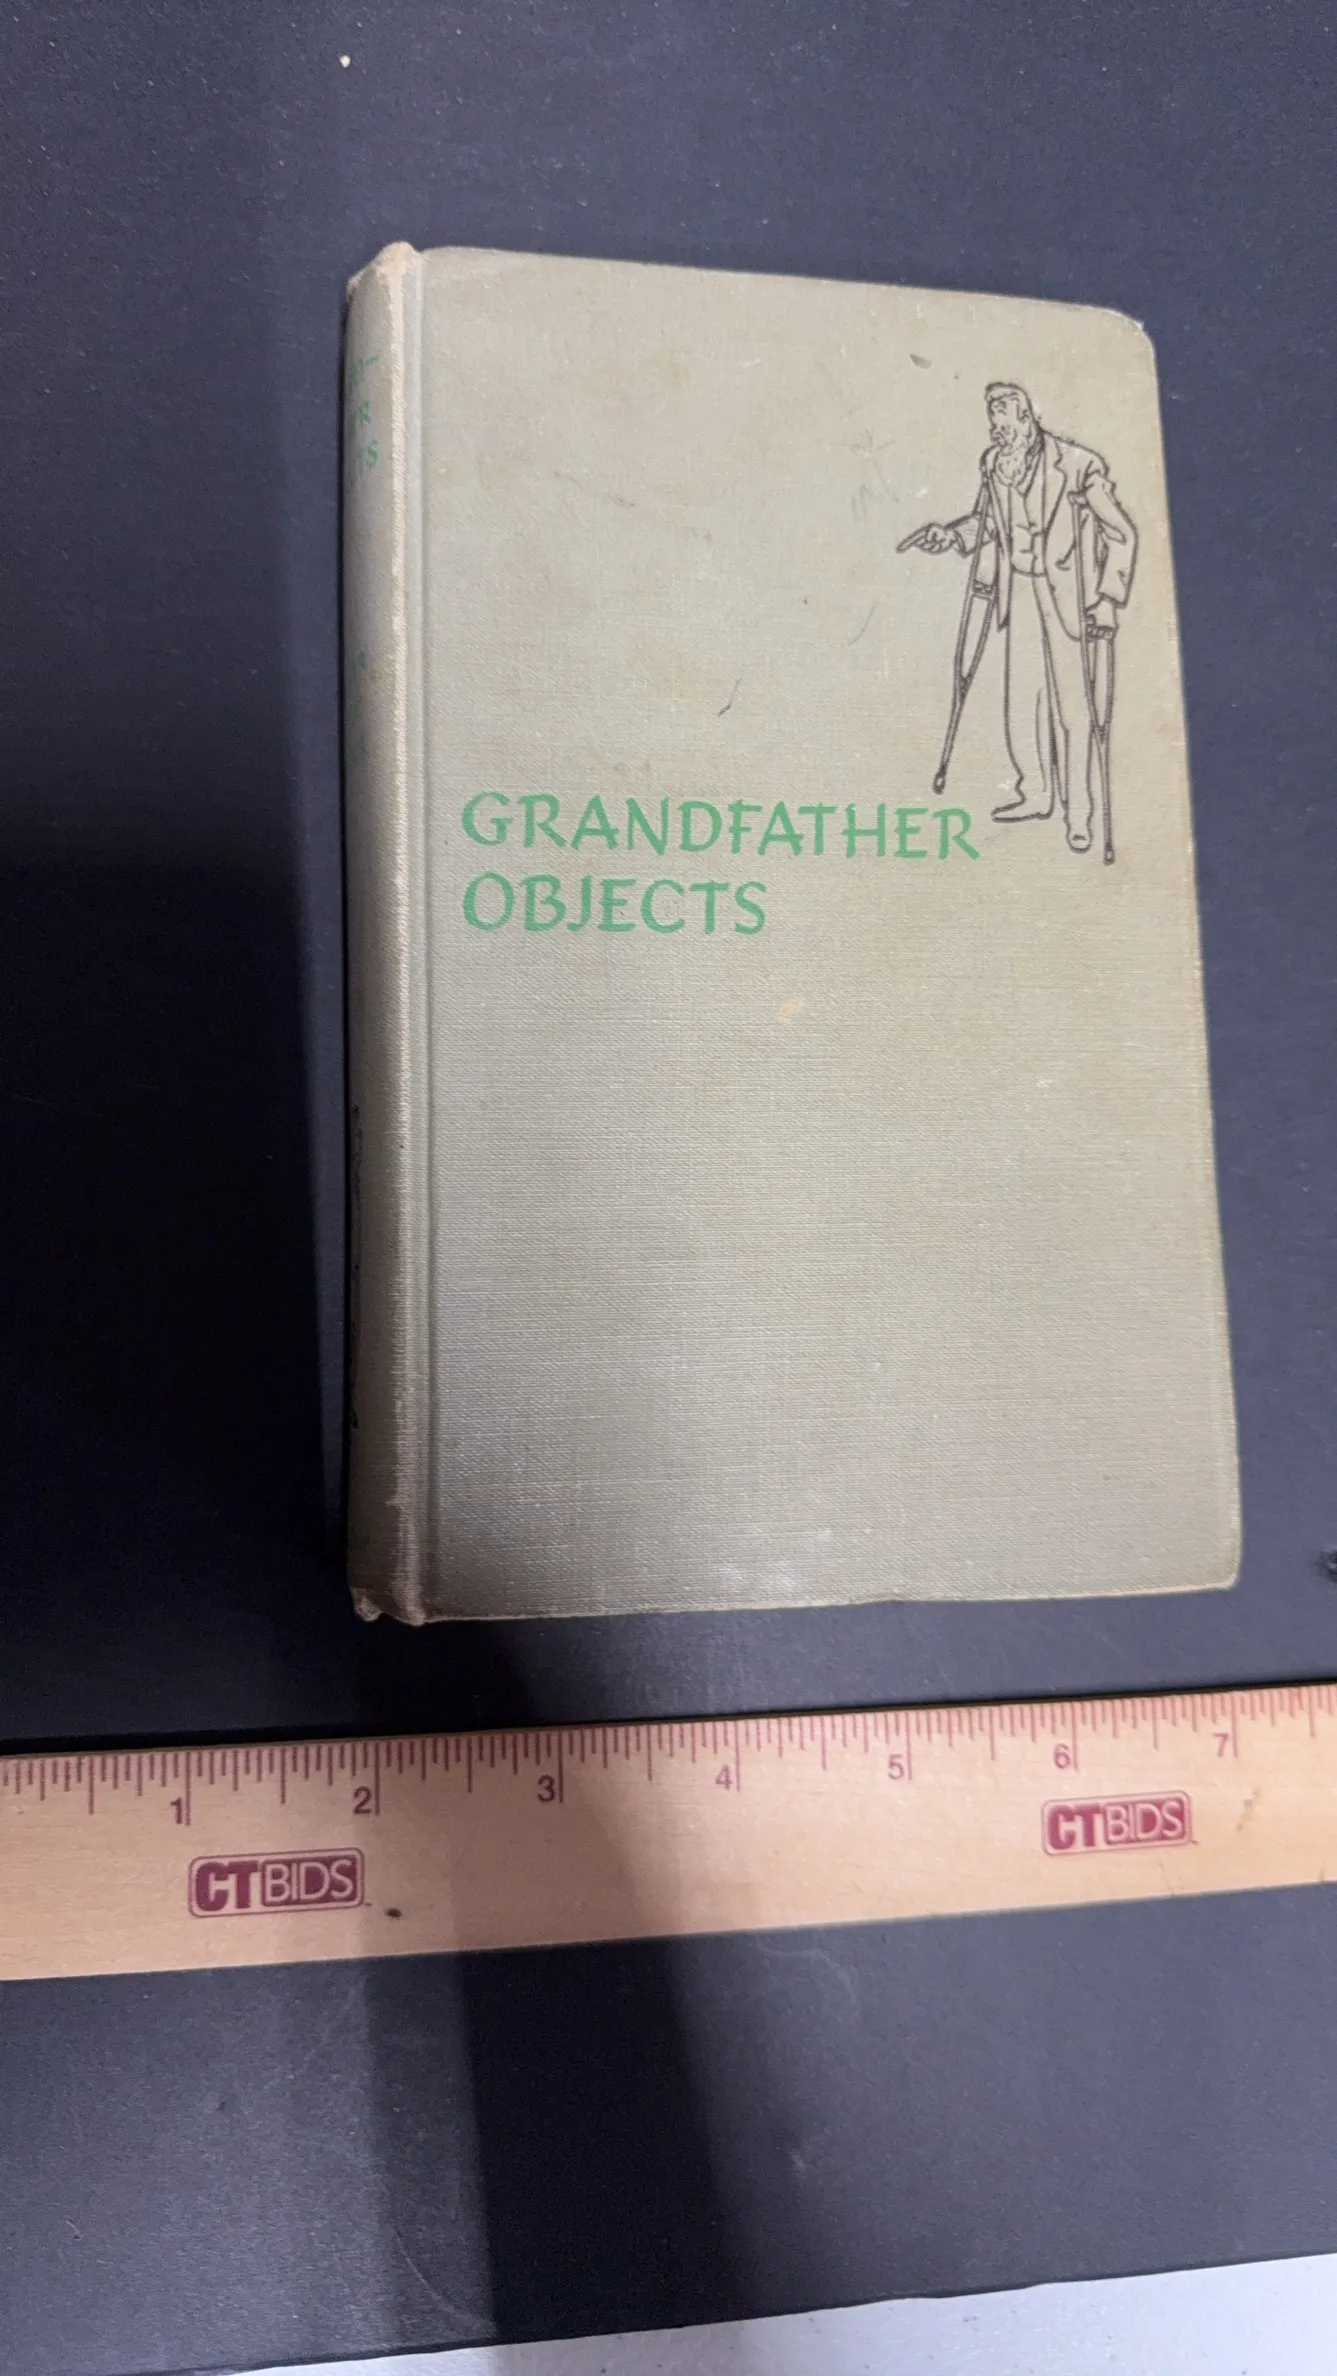 GRANDFATHER
OBJECTS
1 2 3 4 5 6 7
CTBIDS CTBIDS